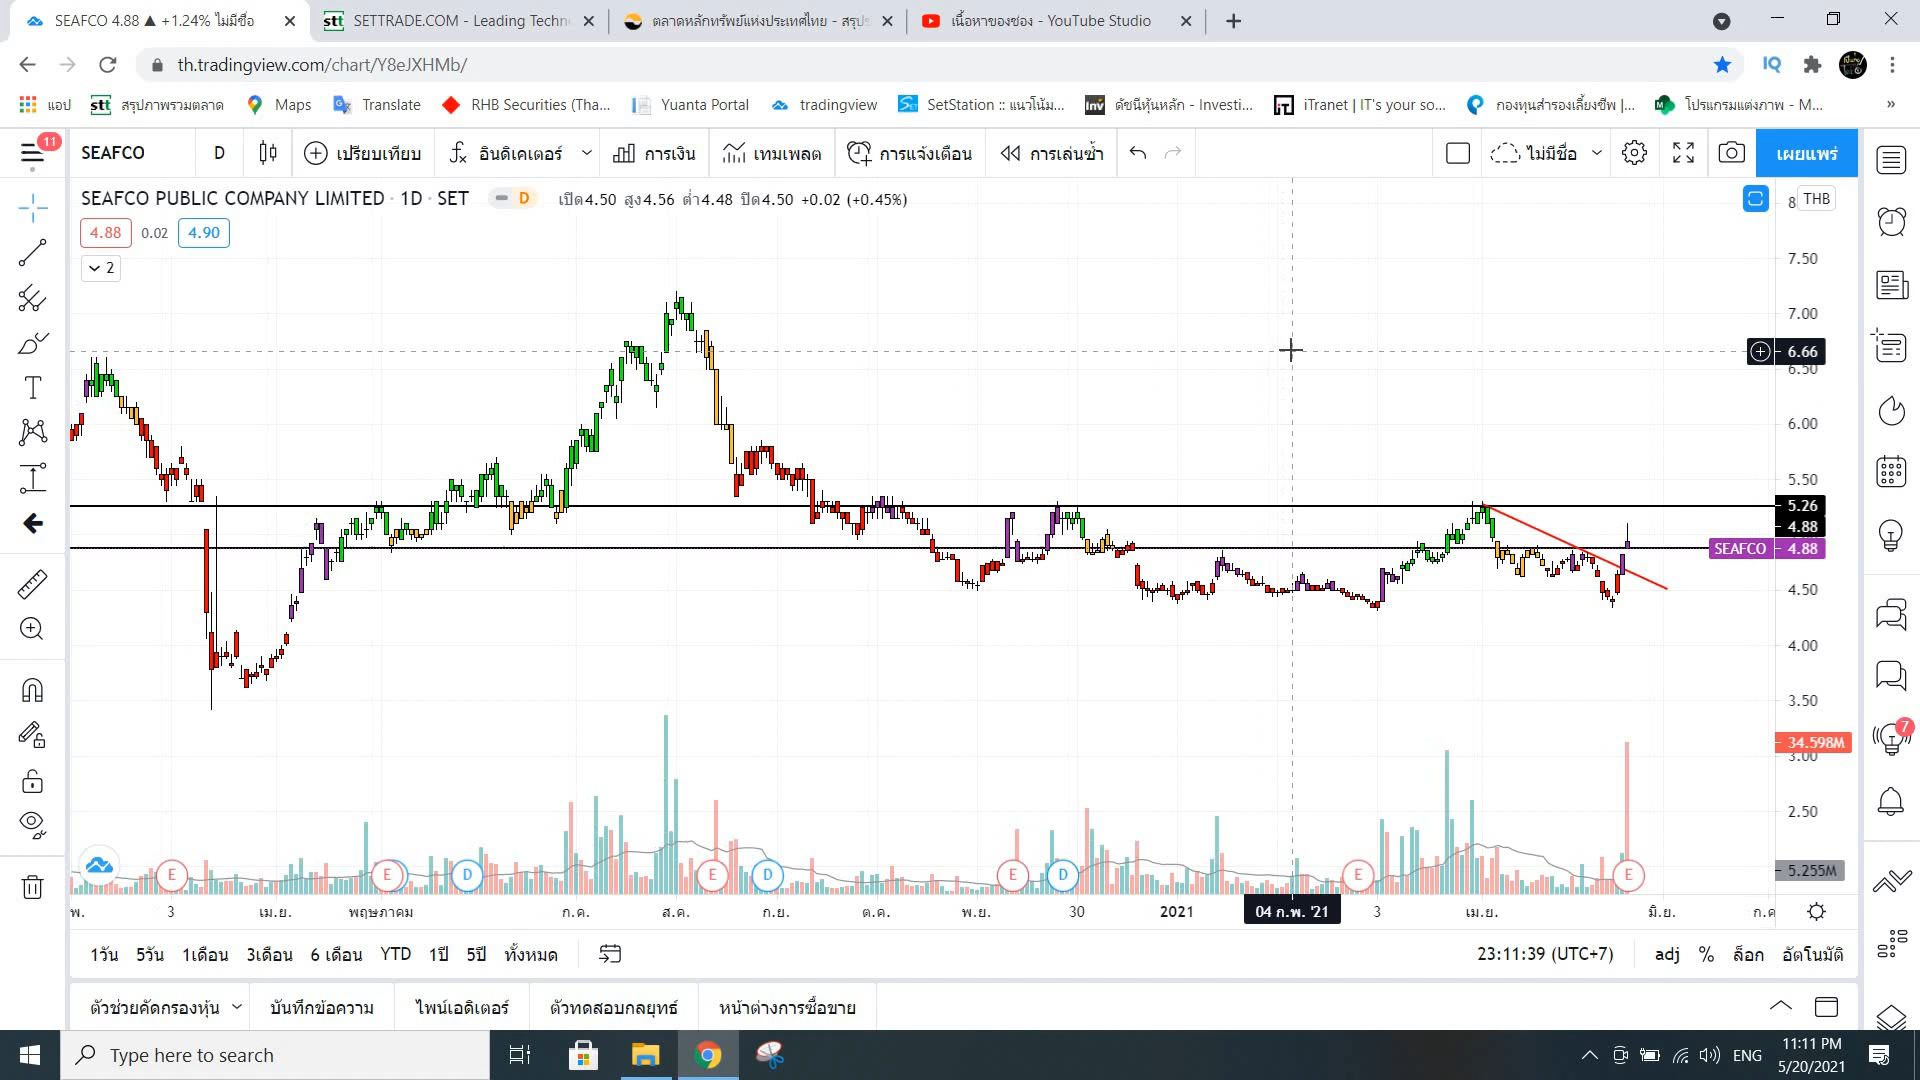 SEAFCO 4.88 ▲ +1.24% ไม่มีชื่อ
SETTRADE.COM - Leading Techn
ตลาดหลักทรัพย์แห่งประเทศไทย - สรุปข
เนื้อหาของช่อง - YouTube Studio
th.tradingview.com/chart/Y8eJXHMb/
IQ
แอป
stt สรุปภาพรวมตลาด
Maps
Translate
RHB Securities (Tha...
Yuanta Portal
tradingview
SetStation :: แนวโน้ม...
Inv ดัชนีหุ้นหลัก - Investi...
iT iTranet | IT's your so...
กองทุนสำรองเลี้ยงชีพ |...
โปรแกรมแต่งภาพ - M...
11
SEAFCO
D
เปรียบเทียบ
อินดิเคเตอร์
การเงิน
เทมเพลต
การแจ้งเตือน
การเล่นซ้ำ
ไม่มีชื่อ
เผยแพร่
SEAFCO PUBLIC COMPANY LIMITED · 1D · SET
D
เปิด4.50 สูง4.56 ต่ำ4.48 ปิด4.50 +0.02 (+0.45%)
4.88 0.02 4.90
2
8
THB
7.50
7.00
6.66
6.50
6.00
5.50
5.26
4.88
SEAFCO 4.88
4.50
4.00
3.50
34.598M
3.00
2.50
5.255M
7
E E D E D E D E E
พ. 3 เม.ย. พฤษภาคม ก.ค. ส.ค. ก.ย. ต.ค. พ.ย. 30 2021 04 ก.พ. '21 3 เม.ย. มิ.ย. ก.ค
1วัน 5วัน 1เดือน 3เดือน 6 เดือน YTD 1ปี 5ปี ทั้งหมด
23:11:39 (UTC+7)
adj % ล็อก อัตโนมัติ
ตัวช่วยคัดกรองหุ้น
บันทึกข้อความ
ไพน์เอดิเตอร์
ตัวทดสอบกลยุทธ์
หน้าต่างการซื้อขาย
Type here to search
ENG
11:11 PM
5/20/2021